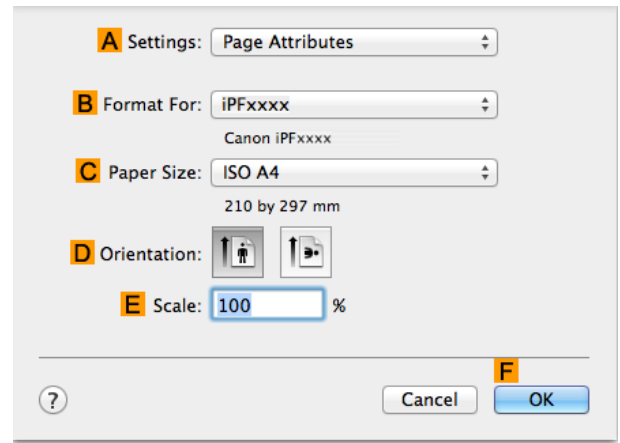 A Settings: Page Attributes
B Format For: iPFxxxx
Canon iPFxxxx
C Paper Size: ISO A4
210 by 297 mm
D Orientation:
E Scale: 100 %
F
? Cancel OK